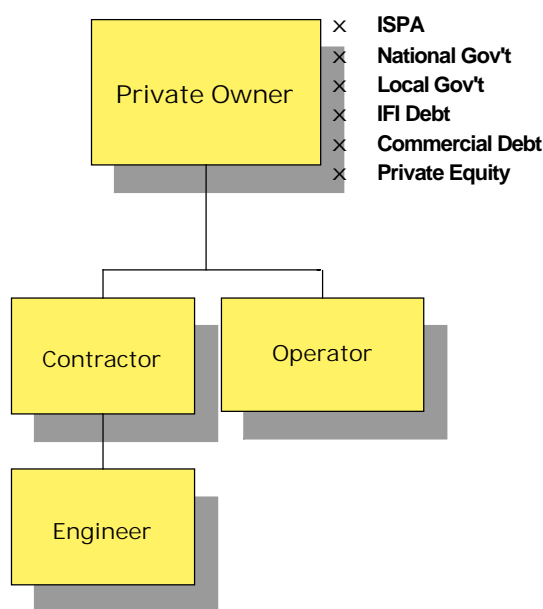 Private Owner
x ISPA
x National Gov't
x Local Gov't
x IFI Debt
x Commercial Debt
x Private Equity
Contractor
Operator
Engineer